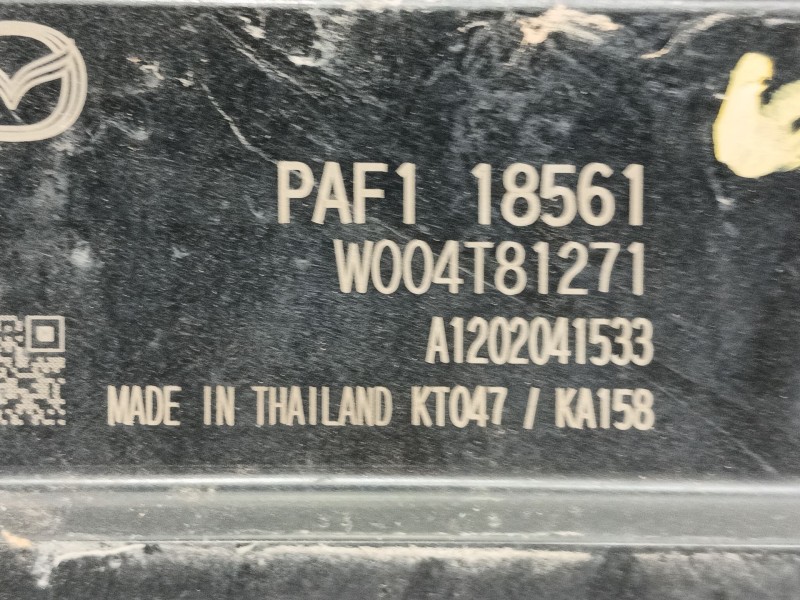 PAF1 18561
W004T81271
A1202041533
MADE IN THAILAND KT047 / KA158